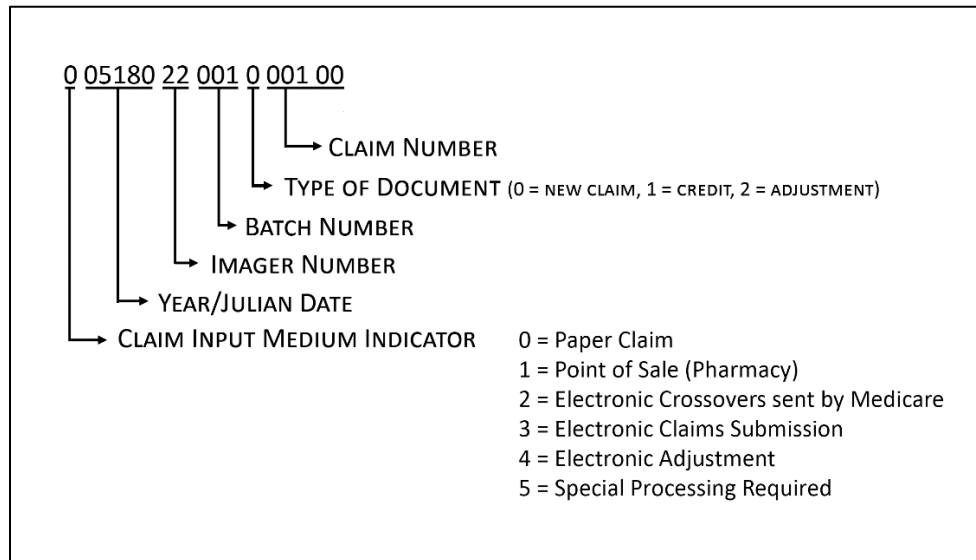 0 05180 22 001 0 001 00
CLAIM NUMBER
TYPE OF DOCUMENT (0 = NEW CLAIM, 1 = CREDIT, 2 = ADJUSTMENT)
BATCH NUMBER
IMAGER NUMBER
YEAR/JULIAN DATE
CLAIM INPUT MEDIUM INDICATOR
0 = Paper Claim
1 = Point of Sale (Pharmacy)
2 = Electronic Crossovers sent by Medicare
3 = Electronic Claims Submission
4 = Electronic Adjustment
5 = Special Processing Required